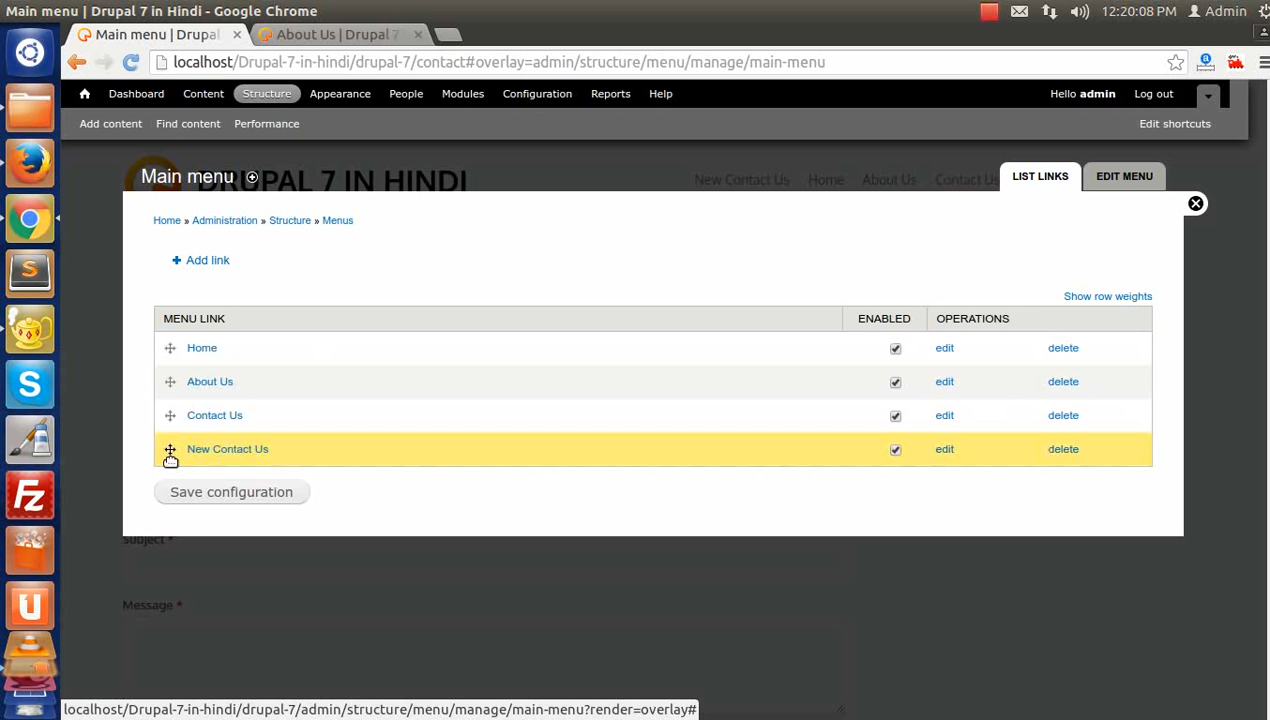 Main menu | Drupal 7 in Hindi - Google Chrome
12:20:08 PM
Admin
Main menu | Drupal
About Us | Drupal 7
localhost/Drupal-7-in-hindi/drupal-7/contact#overlay=admin/structure/menu/manage/main-menu
Dashboard Content Structure Appearance People Modules Configuration Reports Help
Hello admin Log out
Add content Find content Performance
Edit shortcuts
Main menu
DRUPAL 7 IN HINDI
New Contact Us Home About Us Contact Us
LIST LINKS EDIT MENU
Home » Administration » Structure » Menus
Add link
Show row weights
MENU LINK ENABLED OPERATIONS
Home edit delete
About Us edit delete
Contact Us edit delete
New Contact Us edit delete
Save configuration
Subject *
Message *
localhost/Drupal-7-in-hindi/drupal-7/admin/structure/menu/manage/main-menu?render=overlay#